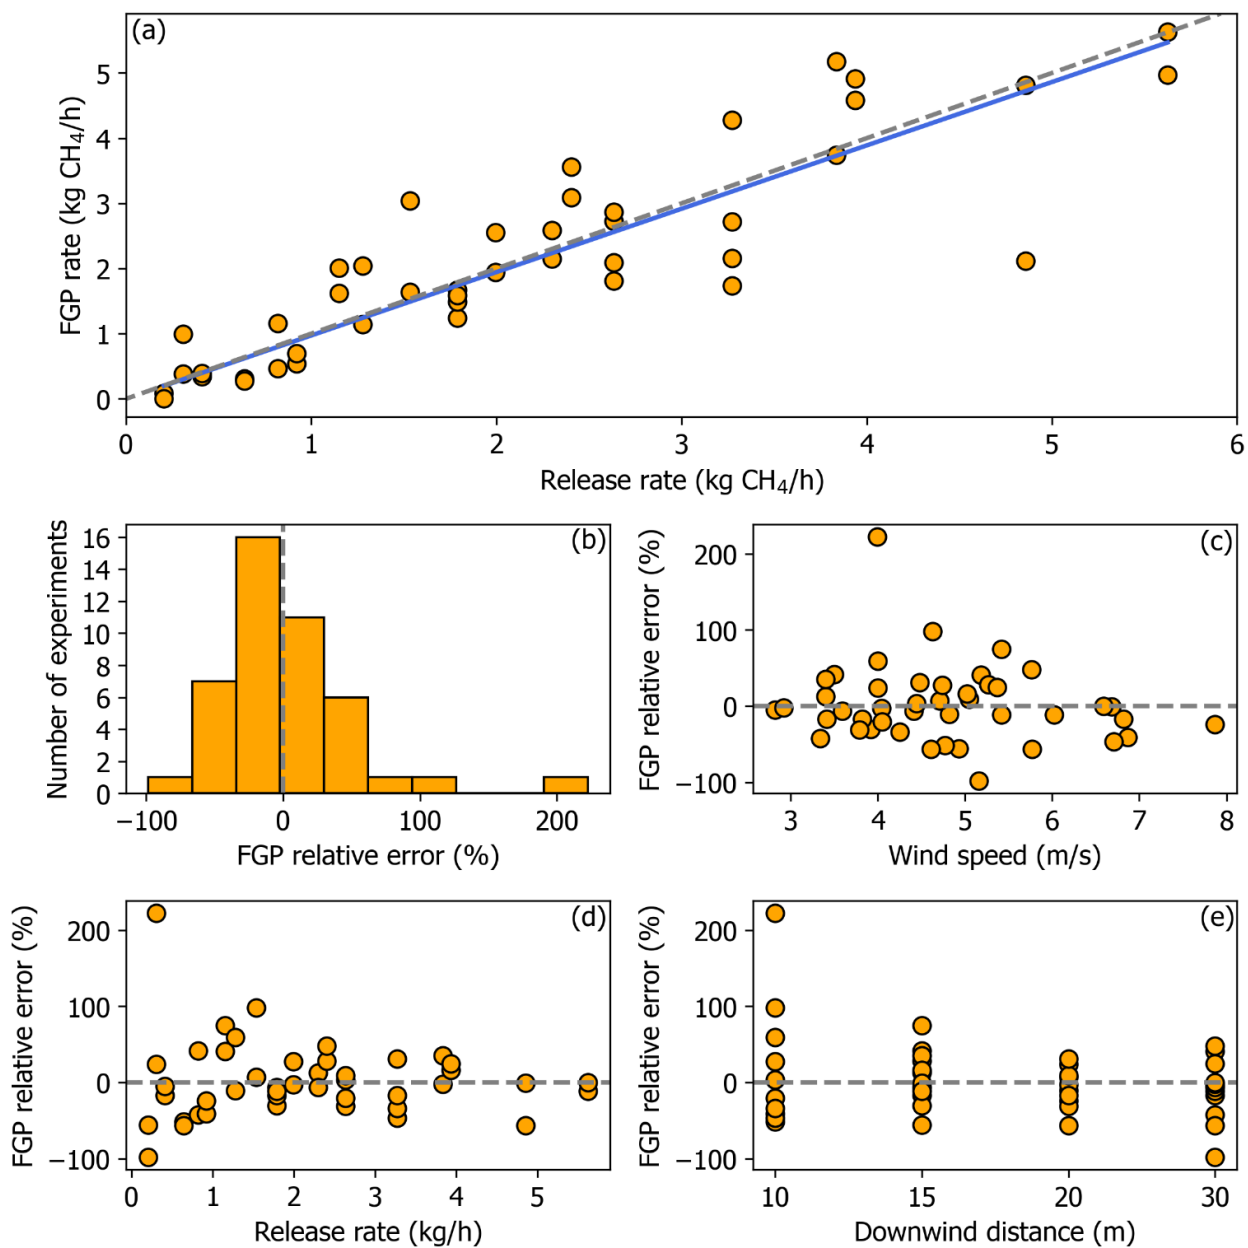 (a)
FGP rate (kg CH₄/h)
5
4
3
2
1
0
0 1 2 3 4 5 6
Release rate (kg CH₄/h)
(b)
Number of experiments
16
14
12
10
8
6
4
2
0
−100 0 100 200
FGP relative error (%)
(c)
FGP relative error (%)
200
100
0
−100
3 4 5 6 7 8
Wind speed (m/s)
(d)
FGP relative error (%)
200
100
0
−100
0 1 2 3 4 5
Release rate (kg/h)
(e)
FGP relative error (%)
200
100
0
−100
10 15 20 30
Downwind distance (m)